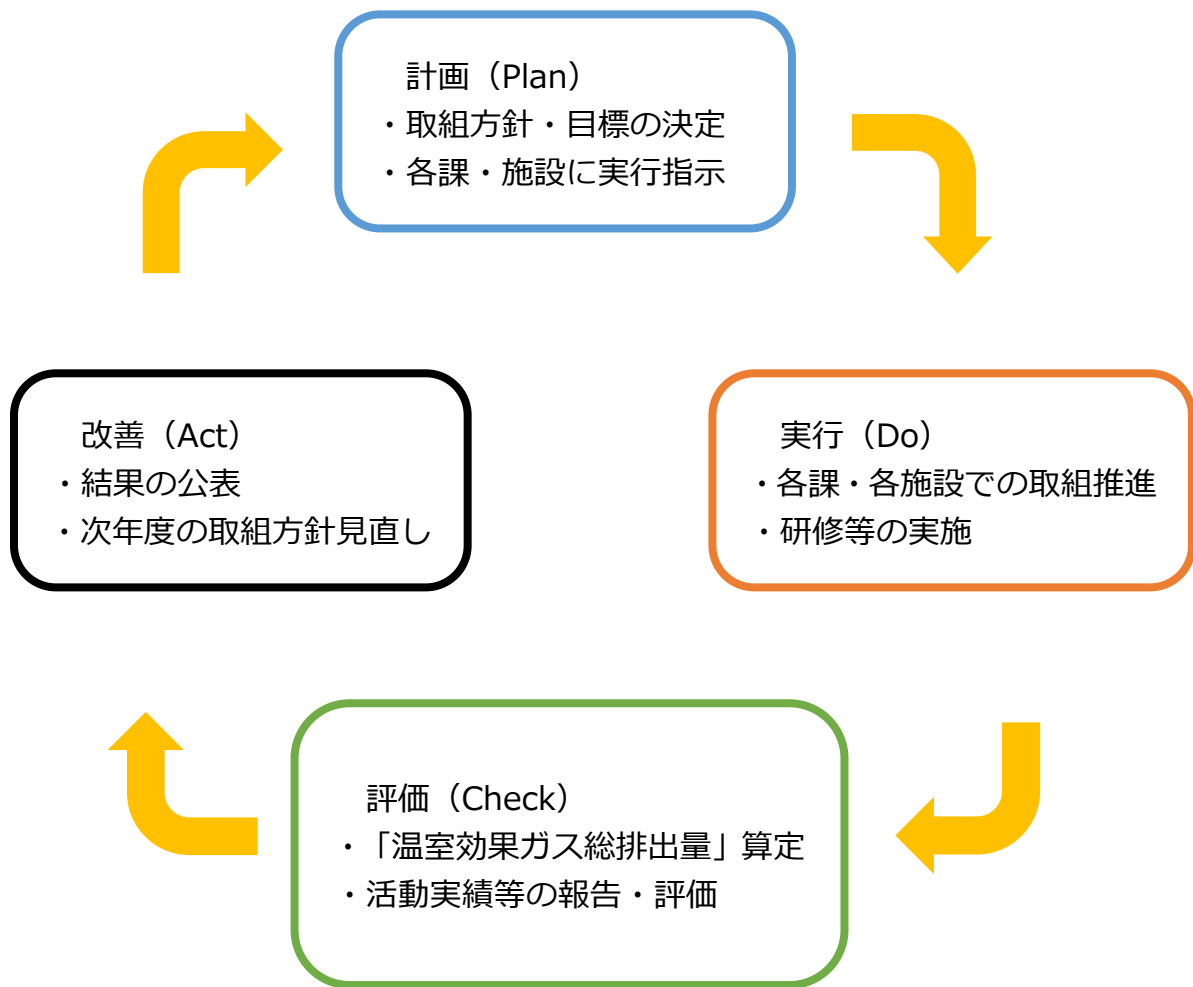 計画（Plan）
・取組方針・目標の決定
・各課・施設に実行指示
改善（Act）
・結果の公表
・次年度の取組方針見直し
実行（Do）
・各課・各施設での取組推進
・研修等の実施
評価（Check）
・「温室効果ガス総排出量」算定
・活動実績等の報告・評価